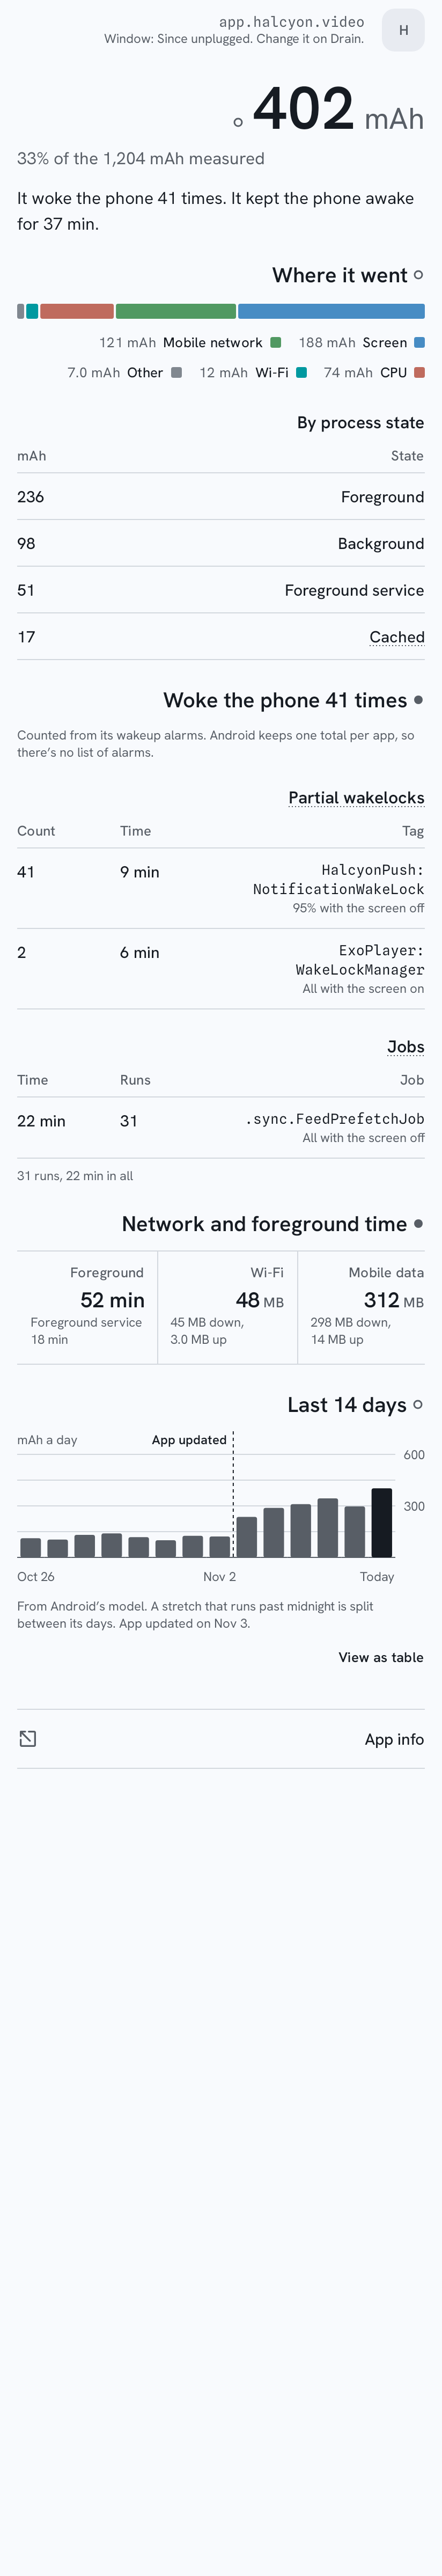 app.halcyon.video
Window: Since unplugged. Change it on Drain.
H
402 mAh
33% of the 1,204 mAh measured
It woke the phone 41 times. It kept the phone awake
for 37 min.
Where it went
188 mAh Screen
121 mAh Mobile network
74 mAh CPU
12 mAh Wi-Fi
7.0 mAh Other
By process state
mAh State
236 Foreground
98 Background
51 Foreground service
17 Cached
Woke the phone 41 times
Counted from its wakeup alarms. Android keeps one total per app, so
there’s no list of alarms.
Partial wakelocks
Count Time Tag
41 9 min HalcyonPush:
NotificationWakeLock
95% with the screen off
2 6 min ExoPlayer:
WakeLockManager
All with the screen on
Jobs
Time Runs Job
22 min 31 .sync.FeedPrefetchJob
All with the screen off
31 runs, 22 min in all
Network and foreground time
Foreground
52 min
Foreground service
18 min
Wi-Fi
48 MB
45 MB down,
3.0 MB up
Mobile data
312 MB
298 MB down,
14 MB up
Last 14 days
mAh a day
App updated
600
300
Oct 26 Nov 2 Today
From Android’s model. A stretch that runs past midnight is split
between its days. App updated on Nov 3.
View as table
App info